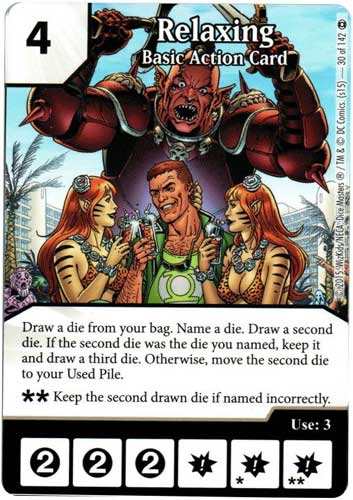 4
Relaxing
Basic Action Card
30 of 142
© 2015 WizKids/NECA. Dice Masters ® / TM & © DC Comics. (s15)
Draw a die from your bag. Name a die. Draw a second
die. If the second die was the die you named, keep it
and draw a third die. Otherwise, move the second die
to your Used Pile.
** Keep the second drawn die if named incorrectly.
Use: 3
2 2 2 ! ! !
* **